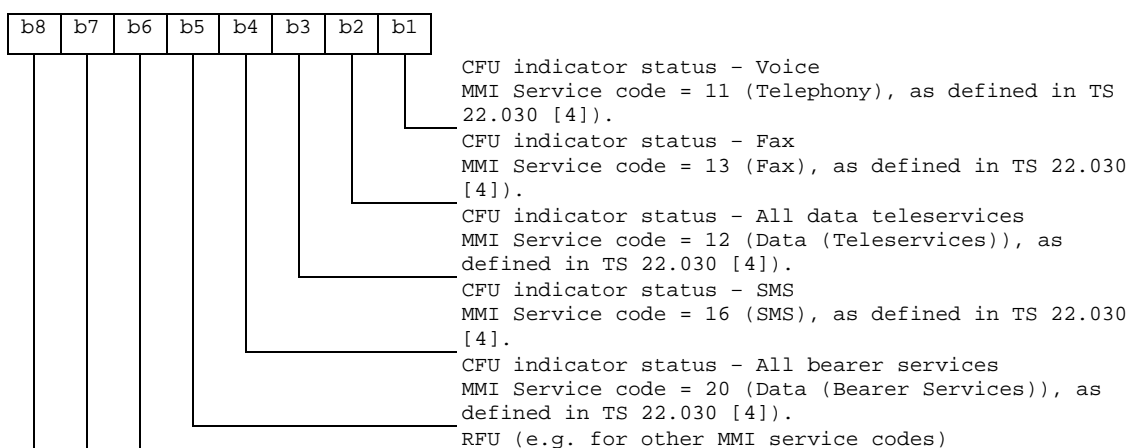 b8 b7 b6 b5 b4 b3 b2 b1
CFU indicator status – Voice
MMI Service code = 11 (Telephony), as defined in TS
22.030 [4]).
CFU indicator status – Fax
MMI Service code = 13 (Fax), as defined in TS 22.030
[4]).
CFU indicator status – All data teleservices
MMI Service code = 12 (Data (Teleservices)), as
defined in TS 22.030 [4]).
CFU indicator status – SMS
MMI Service code = 16 (SMS), as defined in TS 22.030
[4].
CFU indicator status – All bearer services
MMI Service code = 20 (Data (Bearer Services)), as
defined in TS 22.030 [4]).
RFU (e.g. for other MMI service codes)